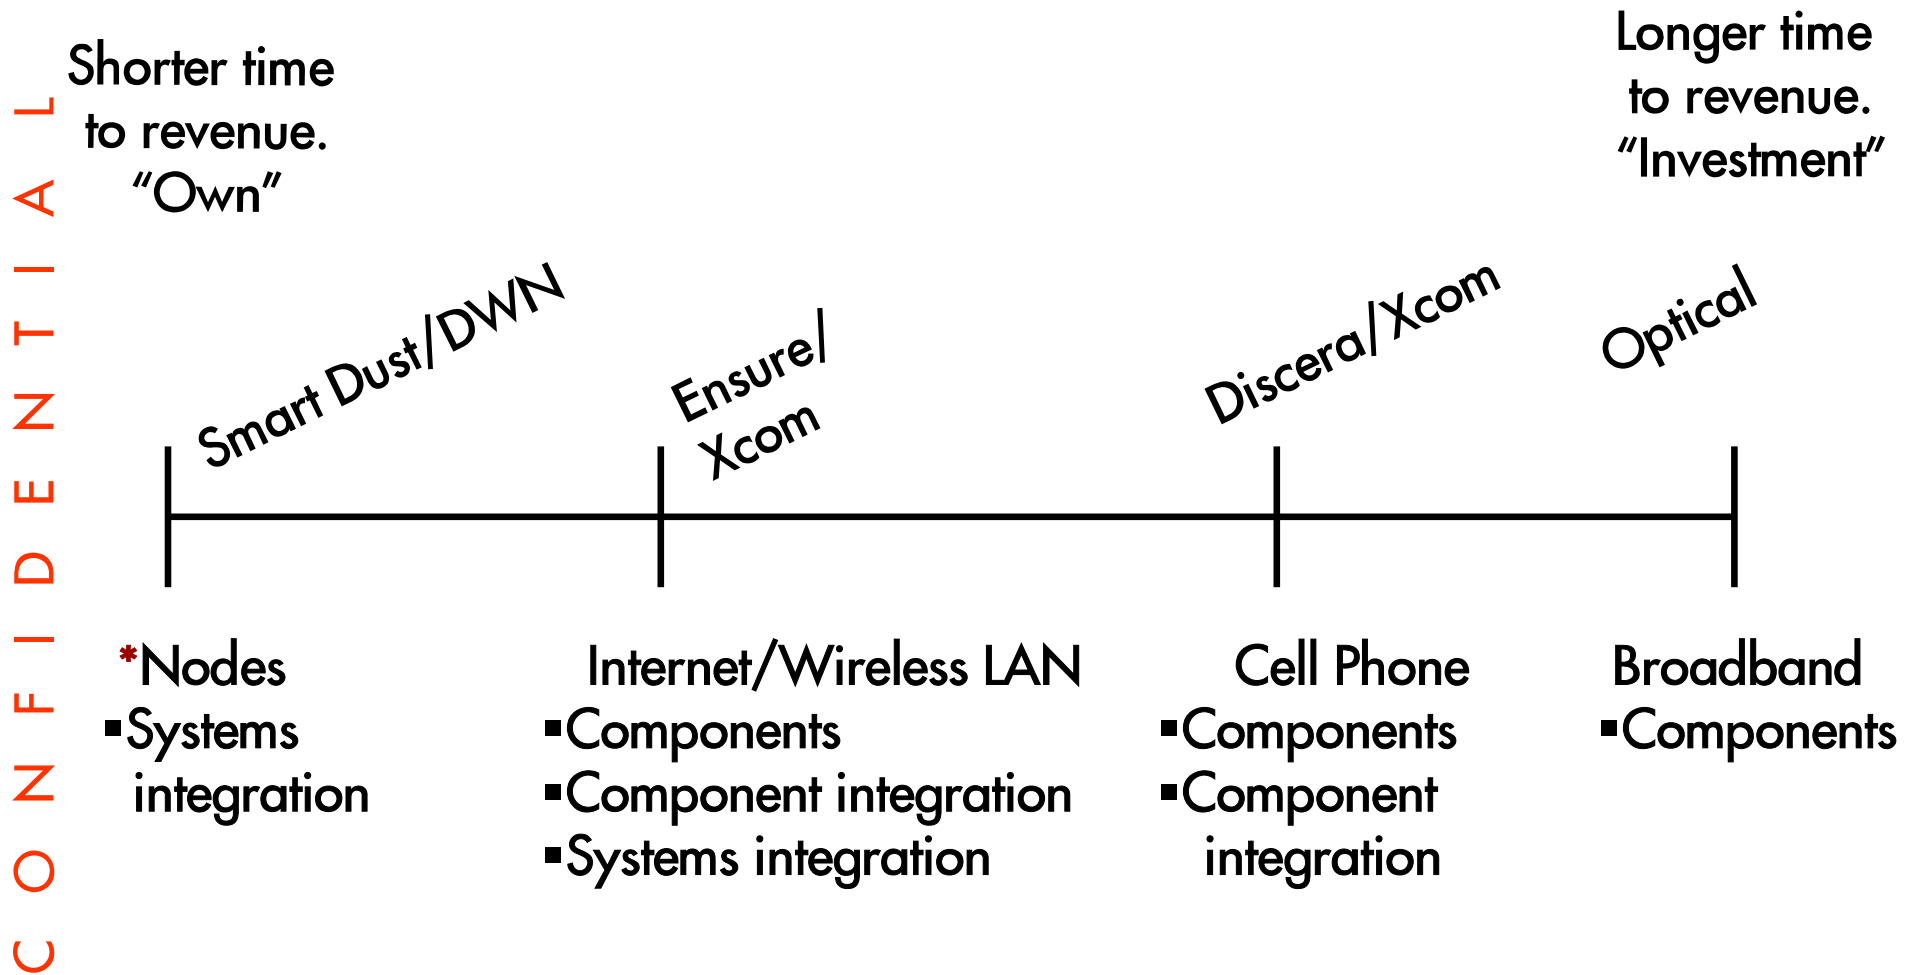 CONFIDENTIAL
Shorter time
to revenue.
“Own”
Longer time
to revenue.
“Investment”
Smart Dust/DWN
Ensure/
Xcom
Discera/Xcom
Optical
*Nodes
▪Systems
integration
Internet/Wireless LAN
▪Components
▪Component integration
▪Systems integration
Cell Phone
▪Components
▪Component
integration
Broadband
▪Components